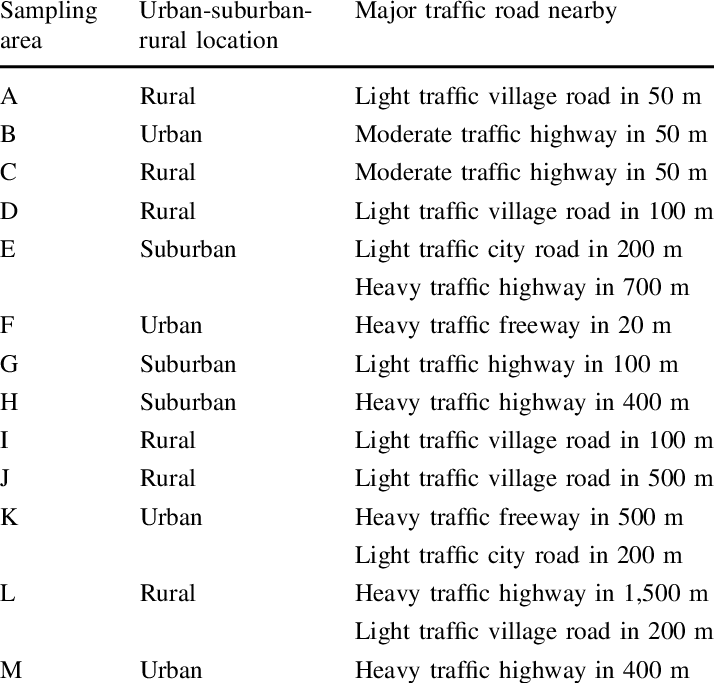 Sampling area Urban-suburban-rural location Major traffic road nearby
A Rural Light traffic village road in 50 m
B Urban Moderate traffic highway in 50 m
C Rural Moderate traffic highway in 50 m
D Rural Light traffic village road in 100 m
E Suburban Light traffic city road in 200 m
Heavy traffic highway in 700 m
F Urban Heavy traffic freeway in 20 m
G Suburban Light traffic highway in 100 m
H Suburban Heavy traffic highway in 400 m
I Rural Light traffic village road in 100 m
J Rural Light traffic village road in 500 m
K Urban Heavy traffic freeway in 500 m
Light traffic city road in 200 m
L Rural Heavy traffic highway in 1,500 m
Light traffic village road in 200 m
M Urban Heavy traffic highway in 400 m